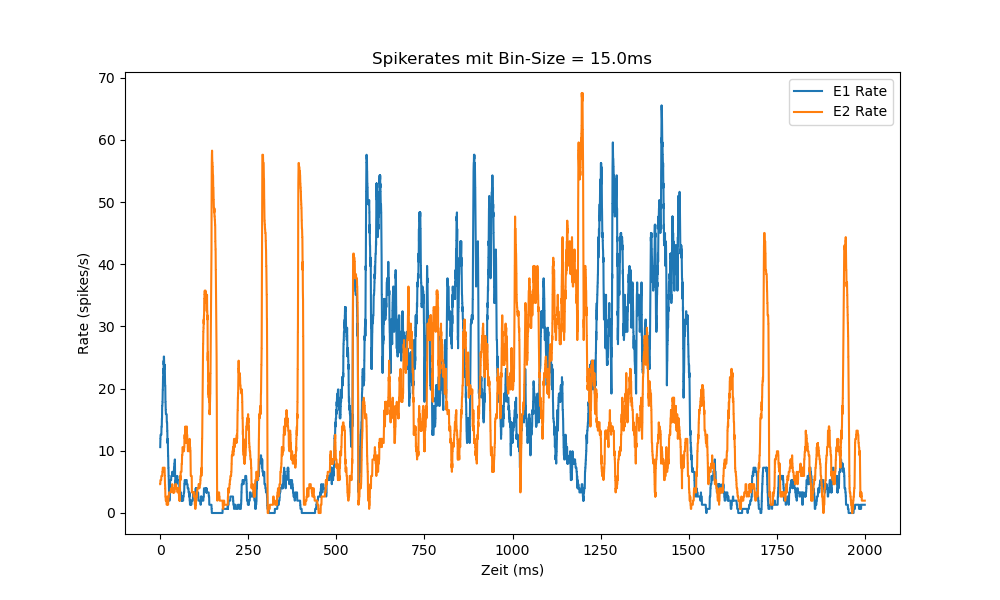 Spikerates mit Bin-Size = 15.0ms
E1 Rate
E2 Rate
70
60
50
40
30
20
10
0
Rate (spikes/s)
0 250 500 750 1000 1250 1500 1750 2000
Zeit (ms)